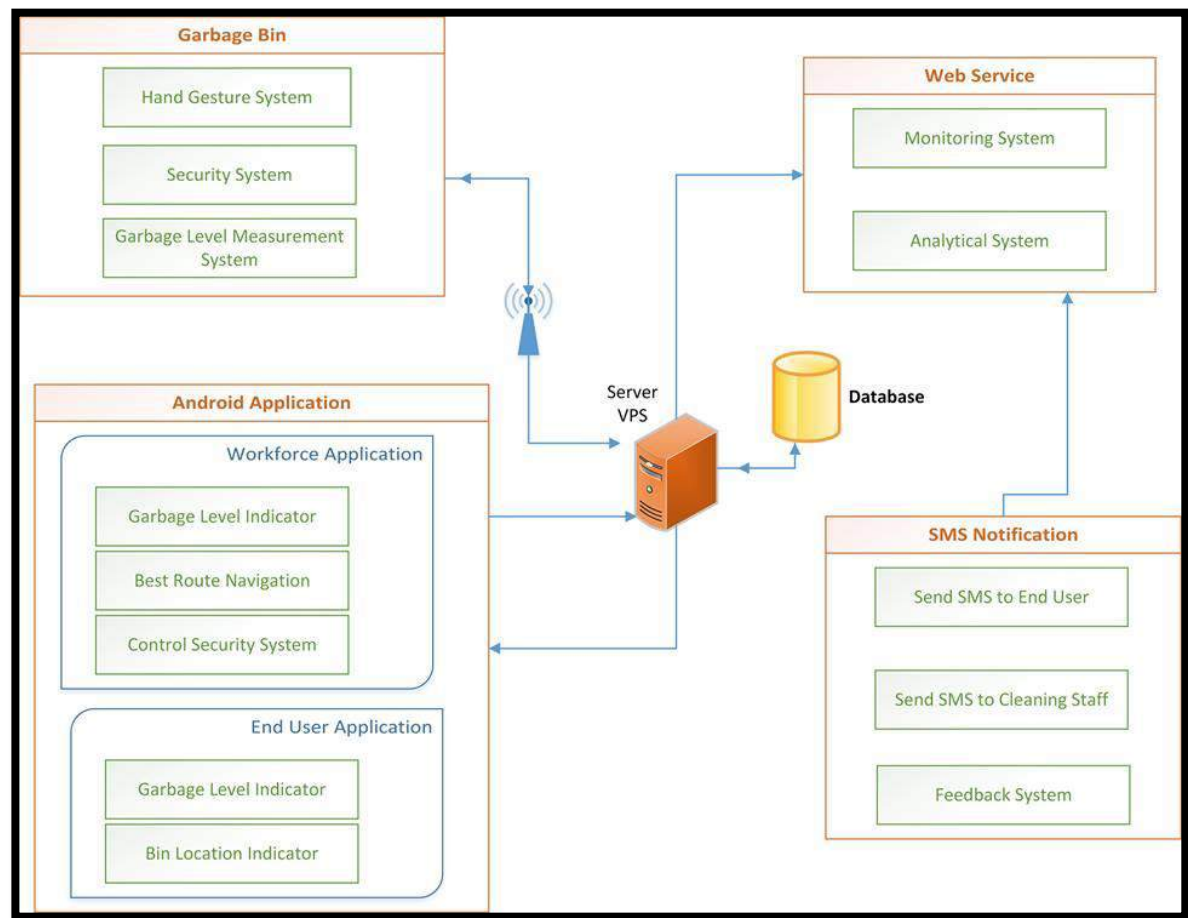 Garbage Bin
Hand Gesture System
Security System
Garbage Level Measurement
System
Web Service
Monitoring System
Analytical System
Server
VPS
Database
Android Application
Workforce Application
Garbage Level Indicator
Best Route Navigation
Control Security System
End User Application
Garbage Level Indicator
Bin Location Indicator
SMS Notification
Send SMS to End User
Send SMS to Cleaning Staff
Feedback System